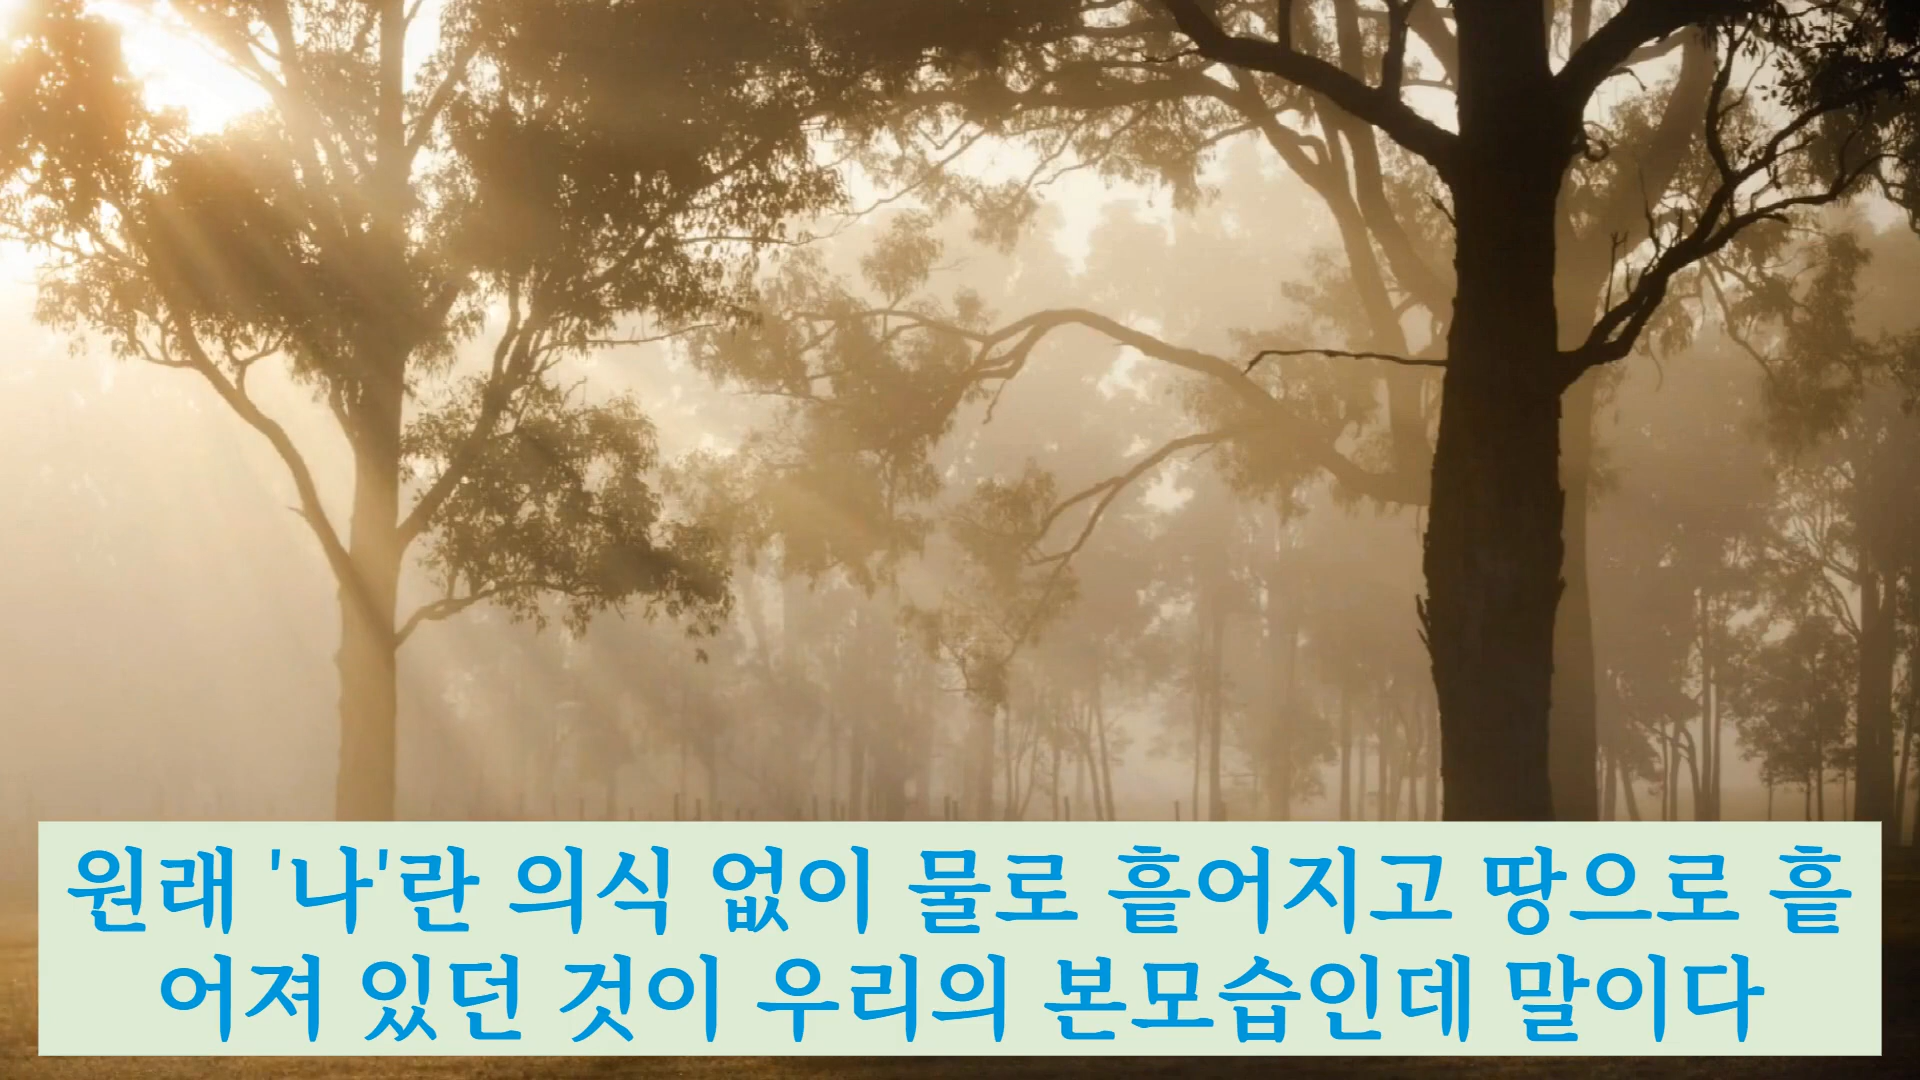 원래 '나'란 의식 없이 물로 흩어지고 땅으로 흩
어져 있던 것이 우리의 본모습인데 말이다